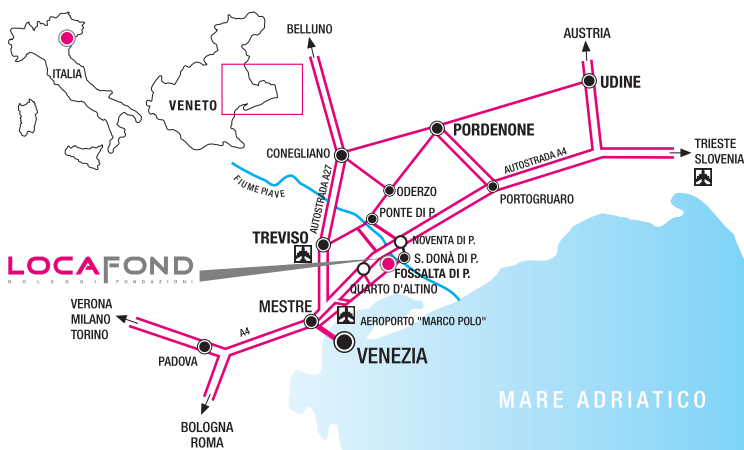 BELLUNO
AUSTRIA
ITALIA
VENETO
UDINE
PORDENONE
TRIESTE
SLOVENIA
CONEGLIANO
AUTOSTRADA A4
FIUME PIAVE
AUTOSTRADA A27
ODERZO
PORTOGRUARO
PONTE DI P.
TREVISO
NOVENTA DI P.
S. DONÀ DI P.
LOCAFOND
NOLEGGI FONDAZIONI
FOSSALTA DI P.
QUARTO D'ALTINO
VERONA
MILANO
TORINO
MESTRE
AEROPORTO "MARCO POLO"
A4
PADOVA
VENEZIA
MARE ADRIATICO
BOLOGNA
ROMA